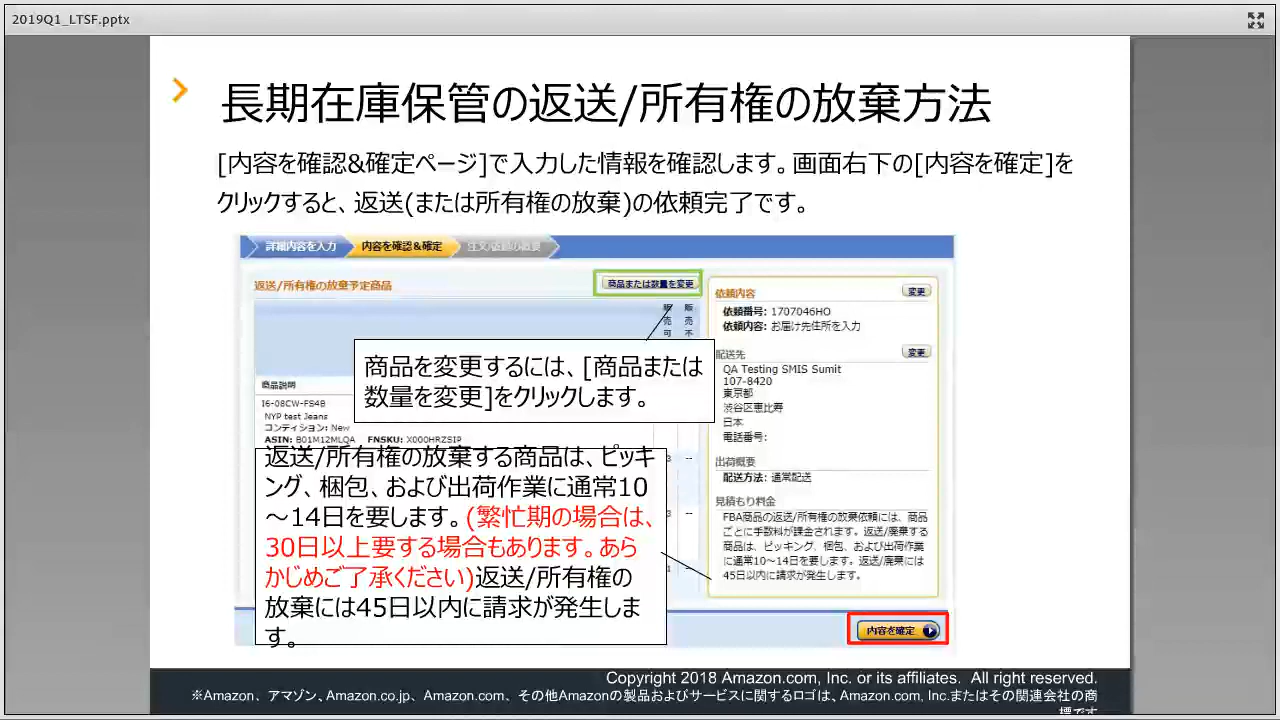 2019Q1_LTSF.pptx
長期在庫保管の返送/所有権の放棄方法
[内容を確認&確定ページ]で入力した情報を確認します。画面右下の[内容を確定]を
クリックすると、返送(または所有権の放棄)の依頼完了です。
詳細内容を入力 内容を確認&確定 注文/依頼の概要
返送/所有権の放棄予定商品 商品または数量を変更
販 販
売 売
可 不
商品を変更するには、[商品または
数量を変更]をクリックします。
商品説明
I6-08CW-FS4B
NYP test Jeans
コンディション: New
ASIN: B01M12MLQA FNSKU: X000HRZSIP
返送/所有権の放棄する商品は、ピッキ
ング、梱包、および出荷作業に通常10
～14日を要します。(繁忙期の場合は、
30日以上要する場合もあります。あら
かじめご了承ください)返送/所有権の
放棄には45日以内に請求が発生しま
す。
3 --
3 --
1 --
依頼内容 変更
依頼番号: 1707046HO
依頼内容: お届け先住所を入力
配送先 変更
QA Testing SMIS Sumit
107-8420
東京都
渋谷区恵比寿
日本
電話番号:
出荷概要
配送方法: 通常配送
見積もり料金
FBA商品の返送/所有権の放棄依頼には、商品
ごとに手数料が課金されます。返送/廃棄する
商品は、ピッキング、梱包、および出荷作業
に通常10～14日を要します。返送/廃棄には
45日以内に請求が発生します。
内容を確定
Copyright 2018 Amazon.com, Inc. or its affiliates. All right reserved.
※Amazon、アマゾン、Amazon.co.jp、Amazon.com、その他Amazonの製品およびサービスに関するロゴは、Amazon.com, Inc.またはその関連会社の商
標です